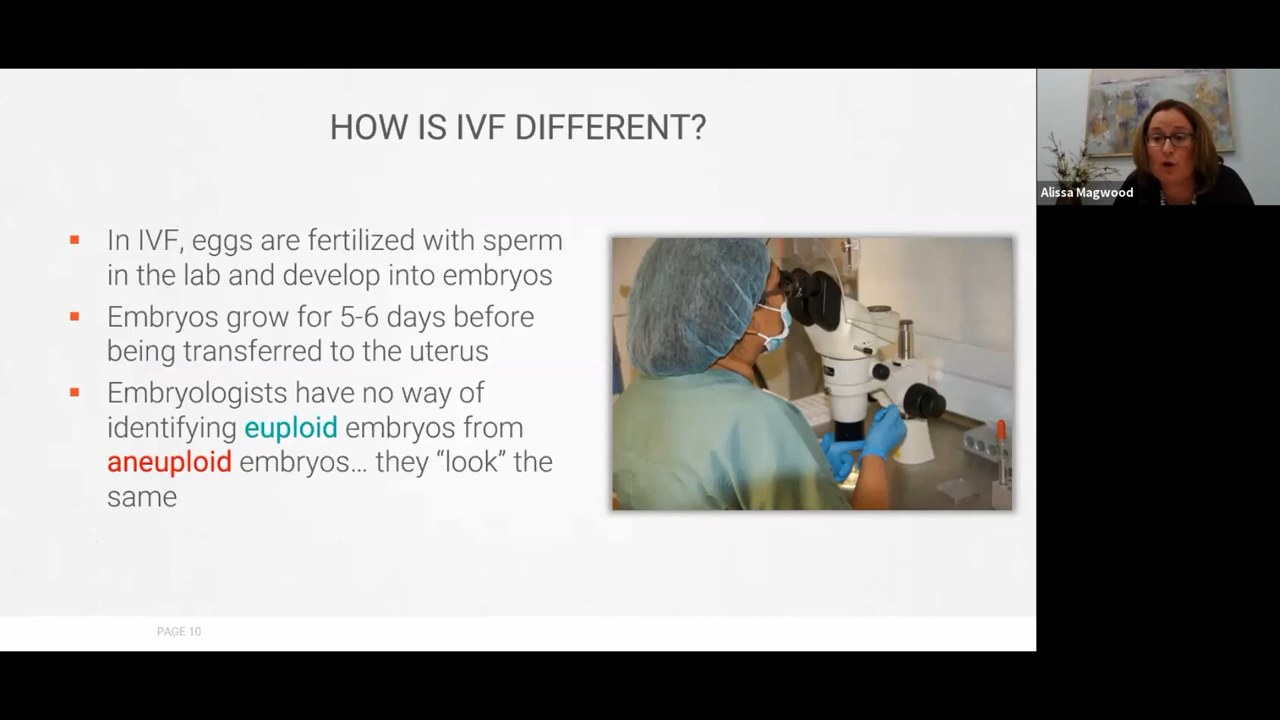 HOW IS IVF DIFFERENT?
In IVF, eggs are fertilized with sperm
in the lab and develop into embryos
Embryos grow for 5-6 days before
being transferred to the uterus
Embryologists have no way of
identifying euploid embryos from
aneuploid embryos... they “look” the
same
PAGE 10
Alissa Magwood